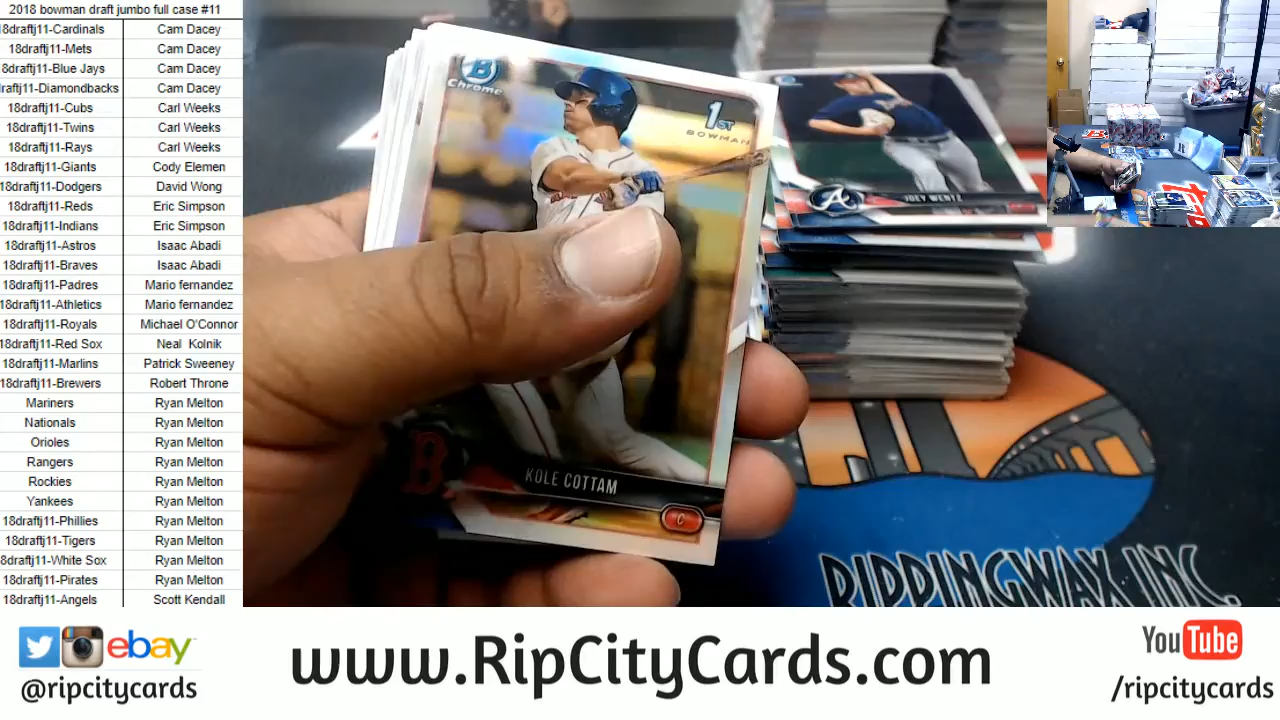 2018 bowman draft jumbo full case #11
18draftj11-Cardinals Cam Dacey
18draftj11-Mets Cam Dacey
18draftj11-Blue Jays Cam Dacey
draftj11-Diamondbacks Cam Dacey
18draftj11-Cubs Carl Weeks
18draftj11-Twins Carl Weeks
18draftj11-Rays Carl Weeks
18draftj11-Giants Cody Elemen
18draftj11-Dodgers David Wong
18draftj11-Reds Eric Simpson
18draftj11-Indians Eric Simpson
18draftj11-Astros Isaac Abadi
18draftj11-Braves Isaac Abadi
18draftj11-Padres Mario fernandez
18draftj11-Athletics Mario fernandez
18draftj11-Royals Michael O'Connor
18draftj11-Red Sox Neal Kolnik
18draftj11-Marlins Patrick Sweeney
18draftj11-Brewers Robert Throne
Mariners Ryan Melton
Nationals Ryan Melton
Orioles Ryan Melton
Rangers Ryan Melton
Rockies Ryan Melton
Yankees Ryan Melton
18draftj11-Phillies Ryan Melton
18draftj11-Tigers Ryan Melton
18draftj11-White Sox Ryan Melton
18draftj11-Pirates Ryan Melton
18draftj11-Angels Scott Kendall
B
Chrome
1ST
BOWMAN
B
KOLE COTTAM
C
A
JOEY WENTZ
RIPPINGWAX INC.
ebay
@ripcitycards
www.RipCityCards.com
YouTube
/ripcitycards